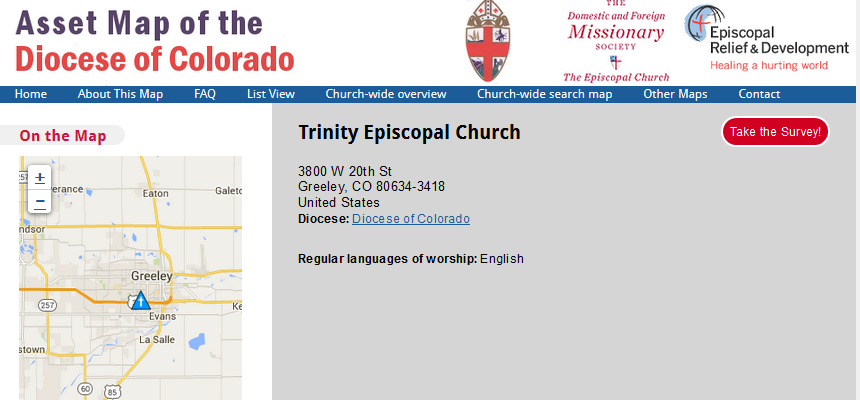 Asset Map of the
Diocese of Colorado
THE
Domestic and Foreign
Missionary
SOCIETY
The Episcopal Church
Episcopal
Relief & Development
Healing a hurting world
Home About This Map FAQ List View Church-wide overview Church-wide search map Other Maps Contact
On the Map
+
−
25
verance
Eaton
Galeto
ndsor
Greeley
257
85
Evans
Ke
La Salle
stown
60
85
Trinity Episcopal Church
Take the Survey!
3800 W 20th St
Greeley, CO 80634-3418
United States
Diocese: Diocese of Colorado
Regular languages of worship: English